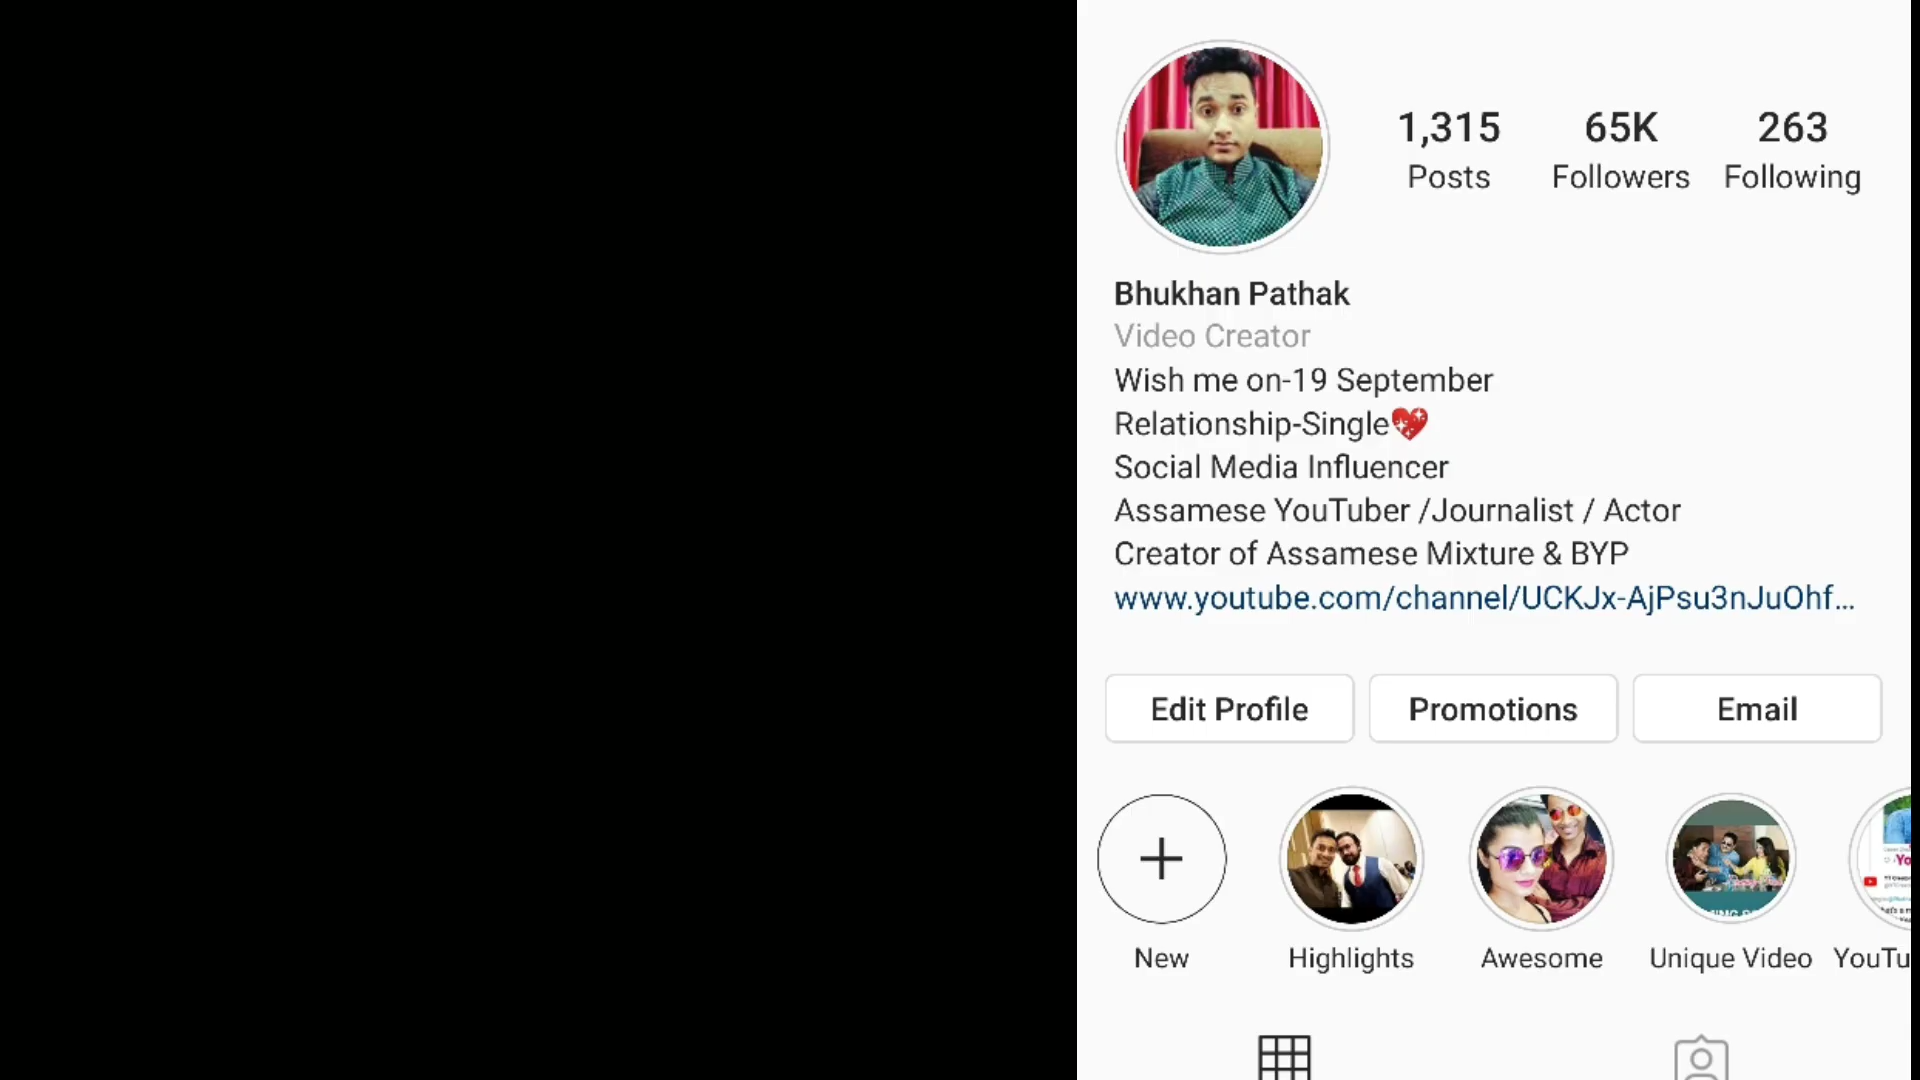 1,315
Posts
65K
Followers
263
Following
Bhukhan Pathak
Video Creator
Wish me on-19 September
Relationship-Single💖
Social Media Influencer
Assamese YouTuber /Journalist / Actor
Creator of Assamese Mixture & BYP
www.youtube.com/channel/UCKJx-AjPsu3nJuOhf...
Edit Profile
Promotions
Email
New
Highlights
Awesome
Unique Video
YouTu